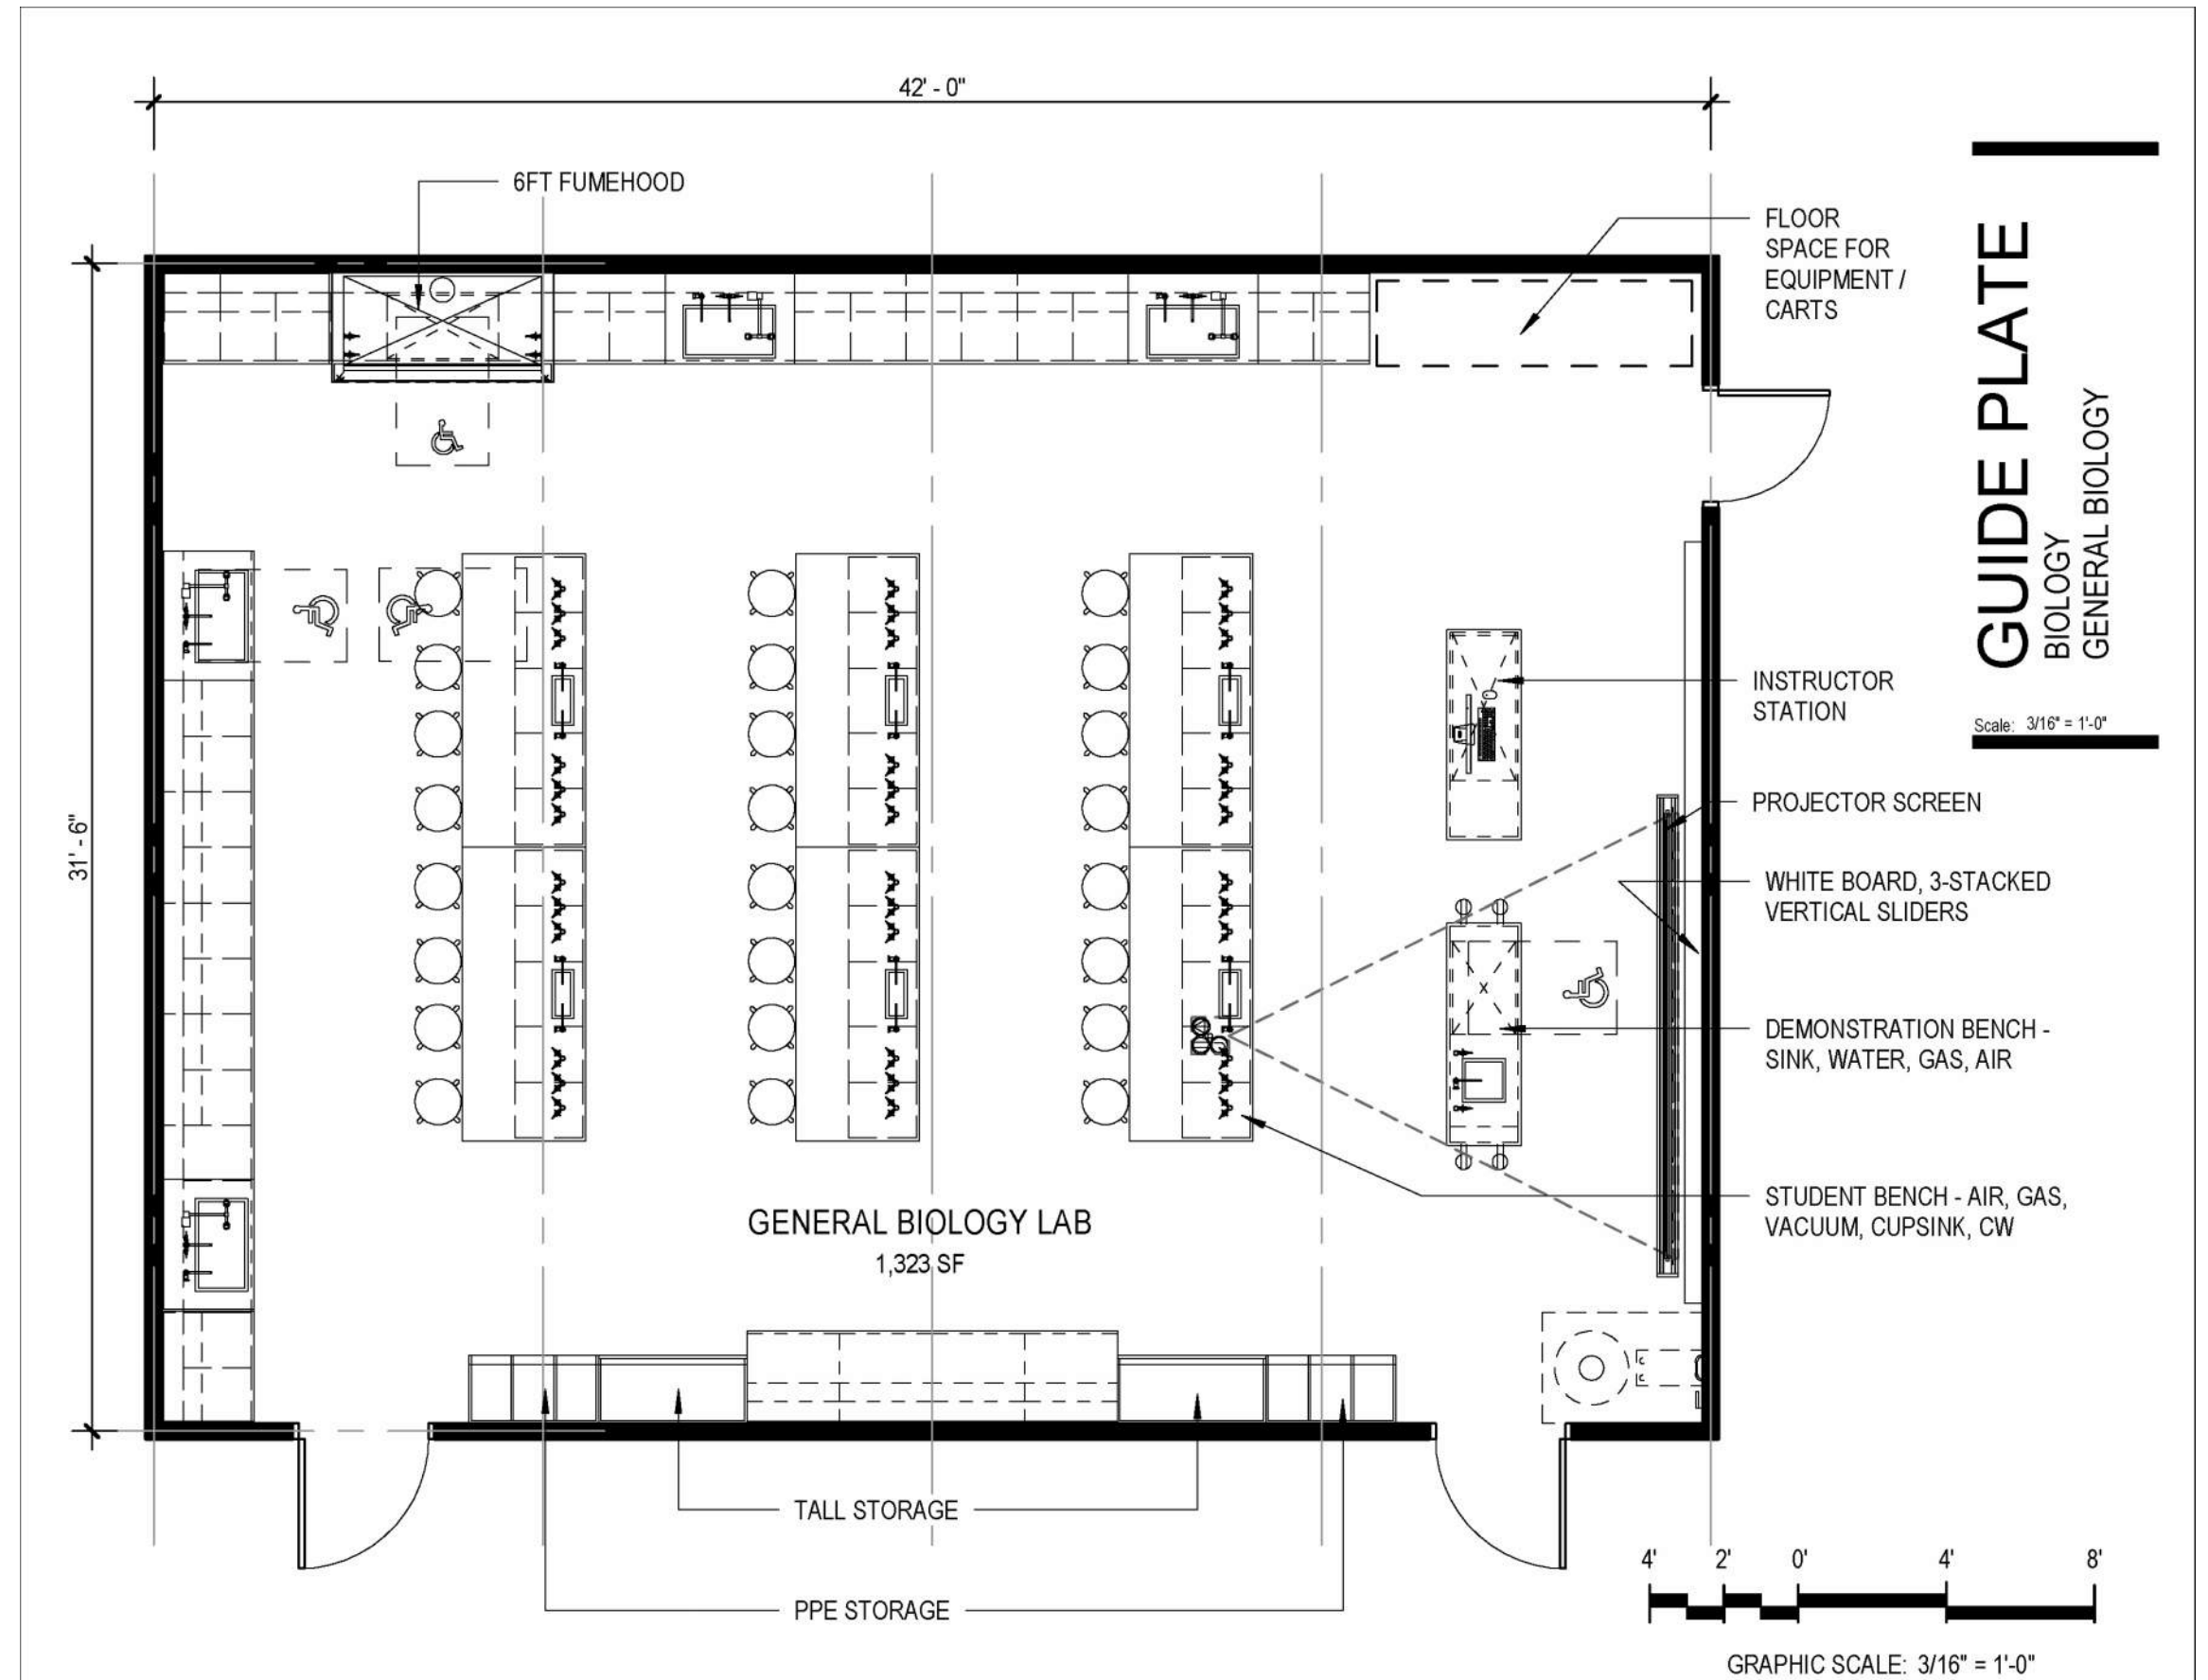 42' - 0"
6FT FUMEHOOD
FLOOR
SPACE FOR
EQUIPMENT /
CARTS
GUIDE PLATE
BIOLOGY
GENERAL BIOLOGY
Scale: 3/16" = 1'-0"
31' - 6"
INSTRUCTOR
STATION
PROJECTOR SCREEN
WHITE BOARD, 3-STACKED
VERTICAL SLIDERS
DEMONSTRATION BENCH -
SINK, WATER, GAS, AIR
STUDENT BENCH - AIR, GAS,
VACUUM, CUPSINK, CW
GENERAL BIOLOGY LAB
1,323 SF
TALL STORAGE
PPE STORAGE
4' 2' 0' 4' 8'
GRAPHIC SCALE: 3/16" = 1'-0"